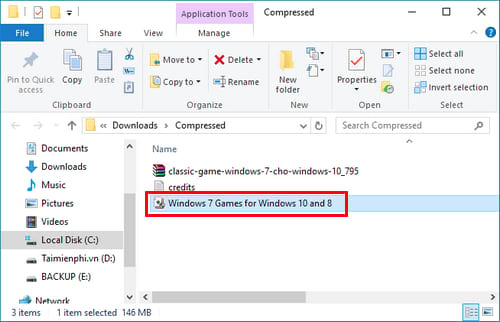 Application Tools
Compressed
File
Home
Share
View
Manage
Pin to Quick access
Copy
Paste
Clipboard
Move to
Copy to
Delete
Rename
Organize
New folder
New
Properties
Open
Select all
Select none
Invert selection
Select
« Downloads > Compressed
Search Compressed
Documents
Downloads
Music
Pictures
Videos
Local Disk (C:)
Taimienphi.vn (D:)
BACKUP (E:)
Network
Name
classic-game-windows-7-cho-windows-10_795
credits
Windows 7 Games for Windows 10 and 8
3 items
1 item selected 146 MB